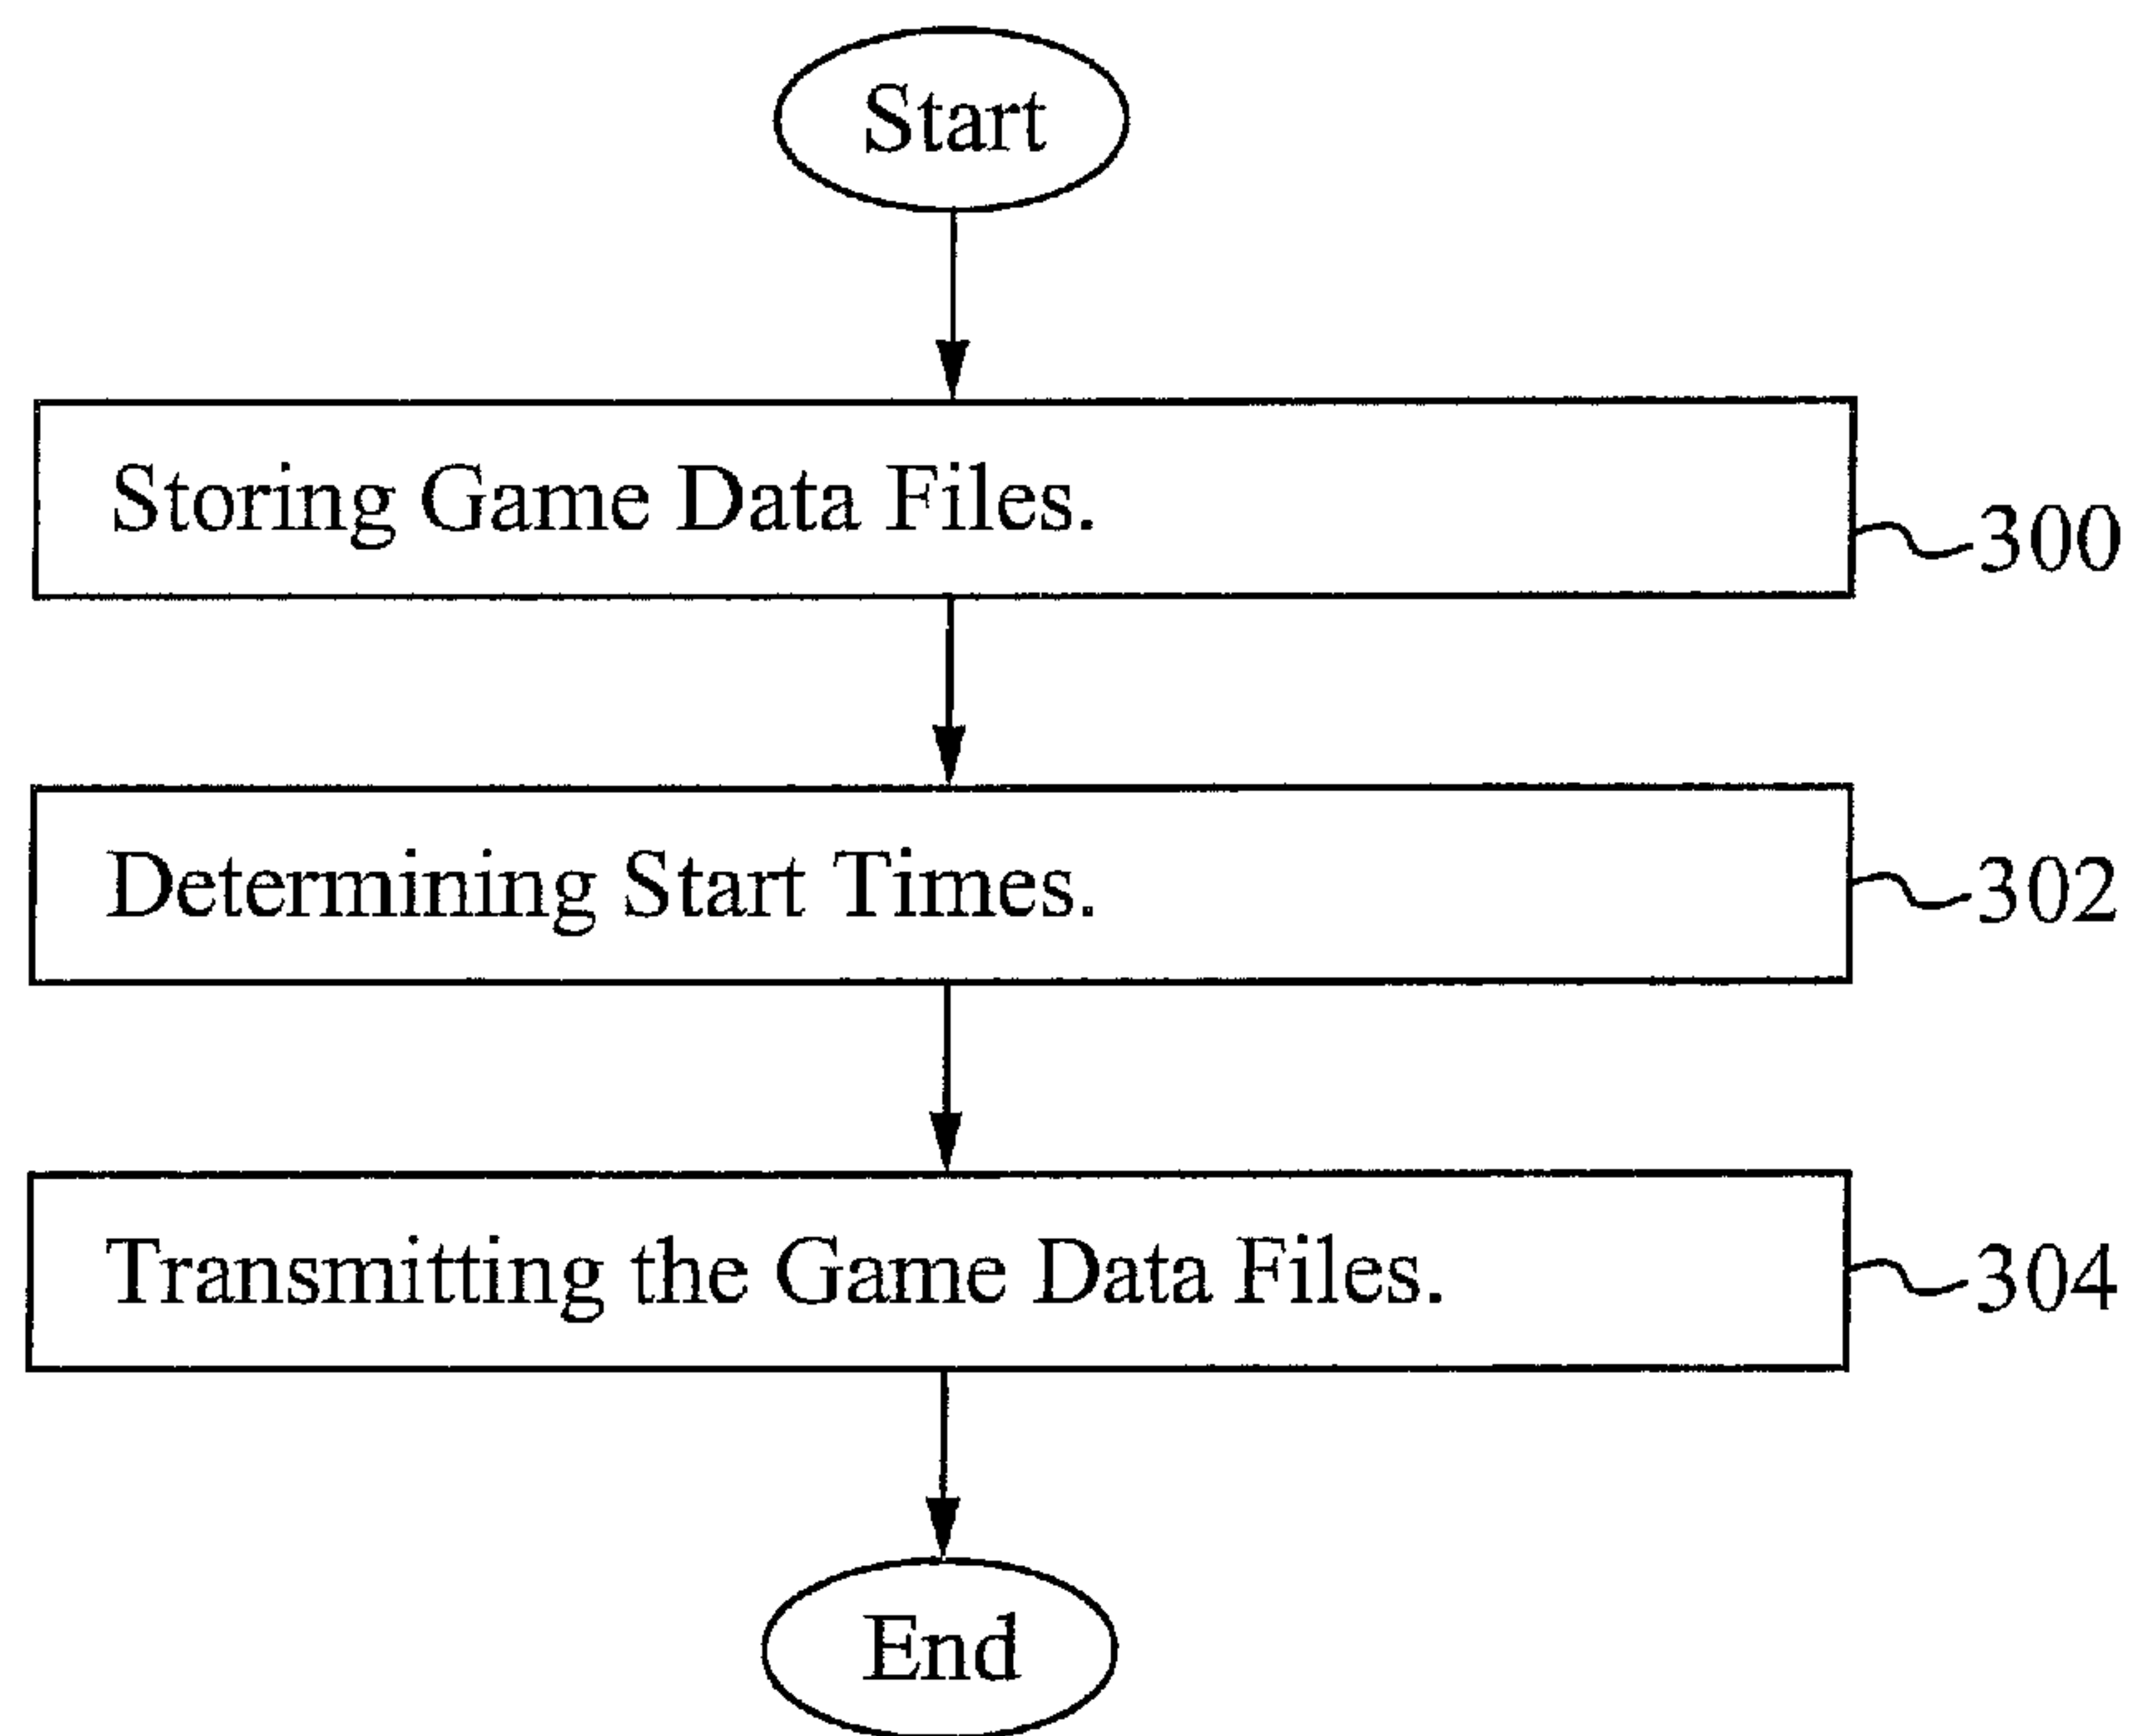 Start
Storing Game Data Files.
300
Determining Start Times.
302
Transmitting the Game Data Files.
304
End